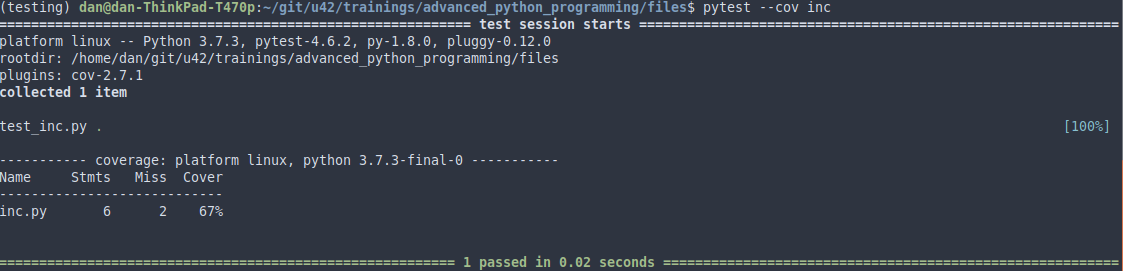 (testing) dan@dan-ThinkPad-T470p:~/git/u42/trainings/advanced_python_programming/files$ pytest --cov inc
========================================================= test session starts ==========================================================
platform linux -- Python 3.7.3, pytest-4.6.2, py-1.8.0, pluggy-0.12.0
rootdir: /home/dan/git/u42/trainings/advanced_python_programming/files
plugins: cov-2.7.1
collected 1 item
test_inc.py . [100%]
----------- coverage: platform linux, python 3.7.3-final-0 -----------
Name     Stmts   Miss  Cover
----------------------------
inc.py       6      2    67%
======================================================= 1 passed in 0.02 seconds =======================================================